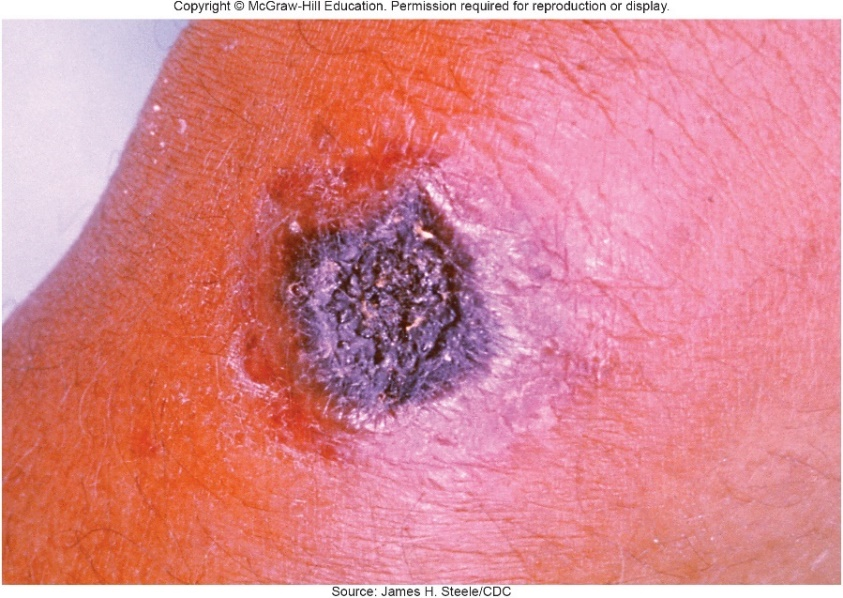 Copyright © McGraw-Hill Education. Permission required for reproduction or display.
Source: James H. Steele/CDC